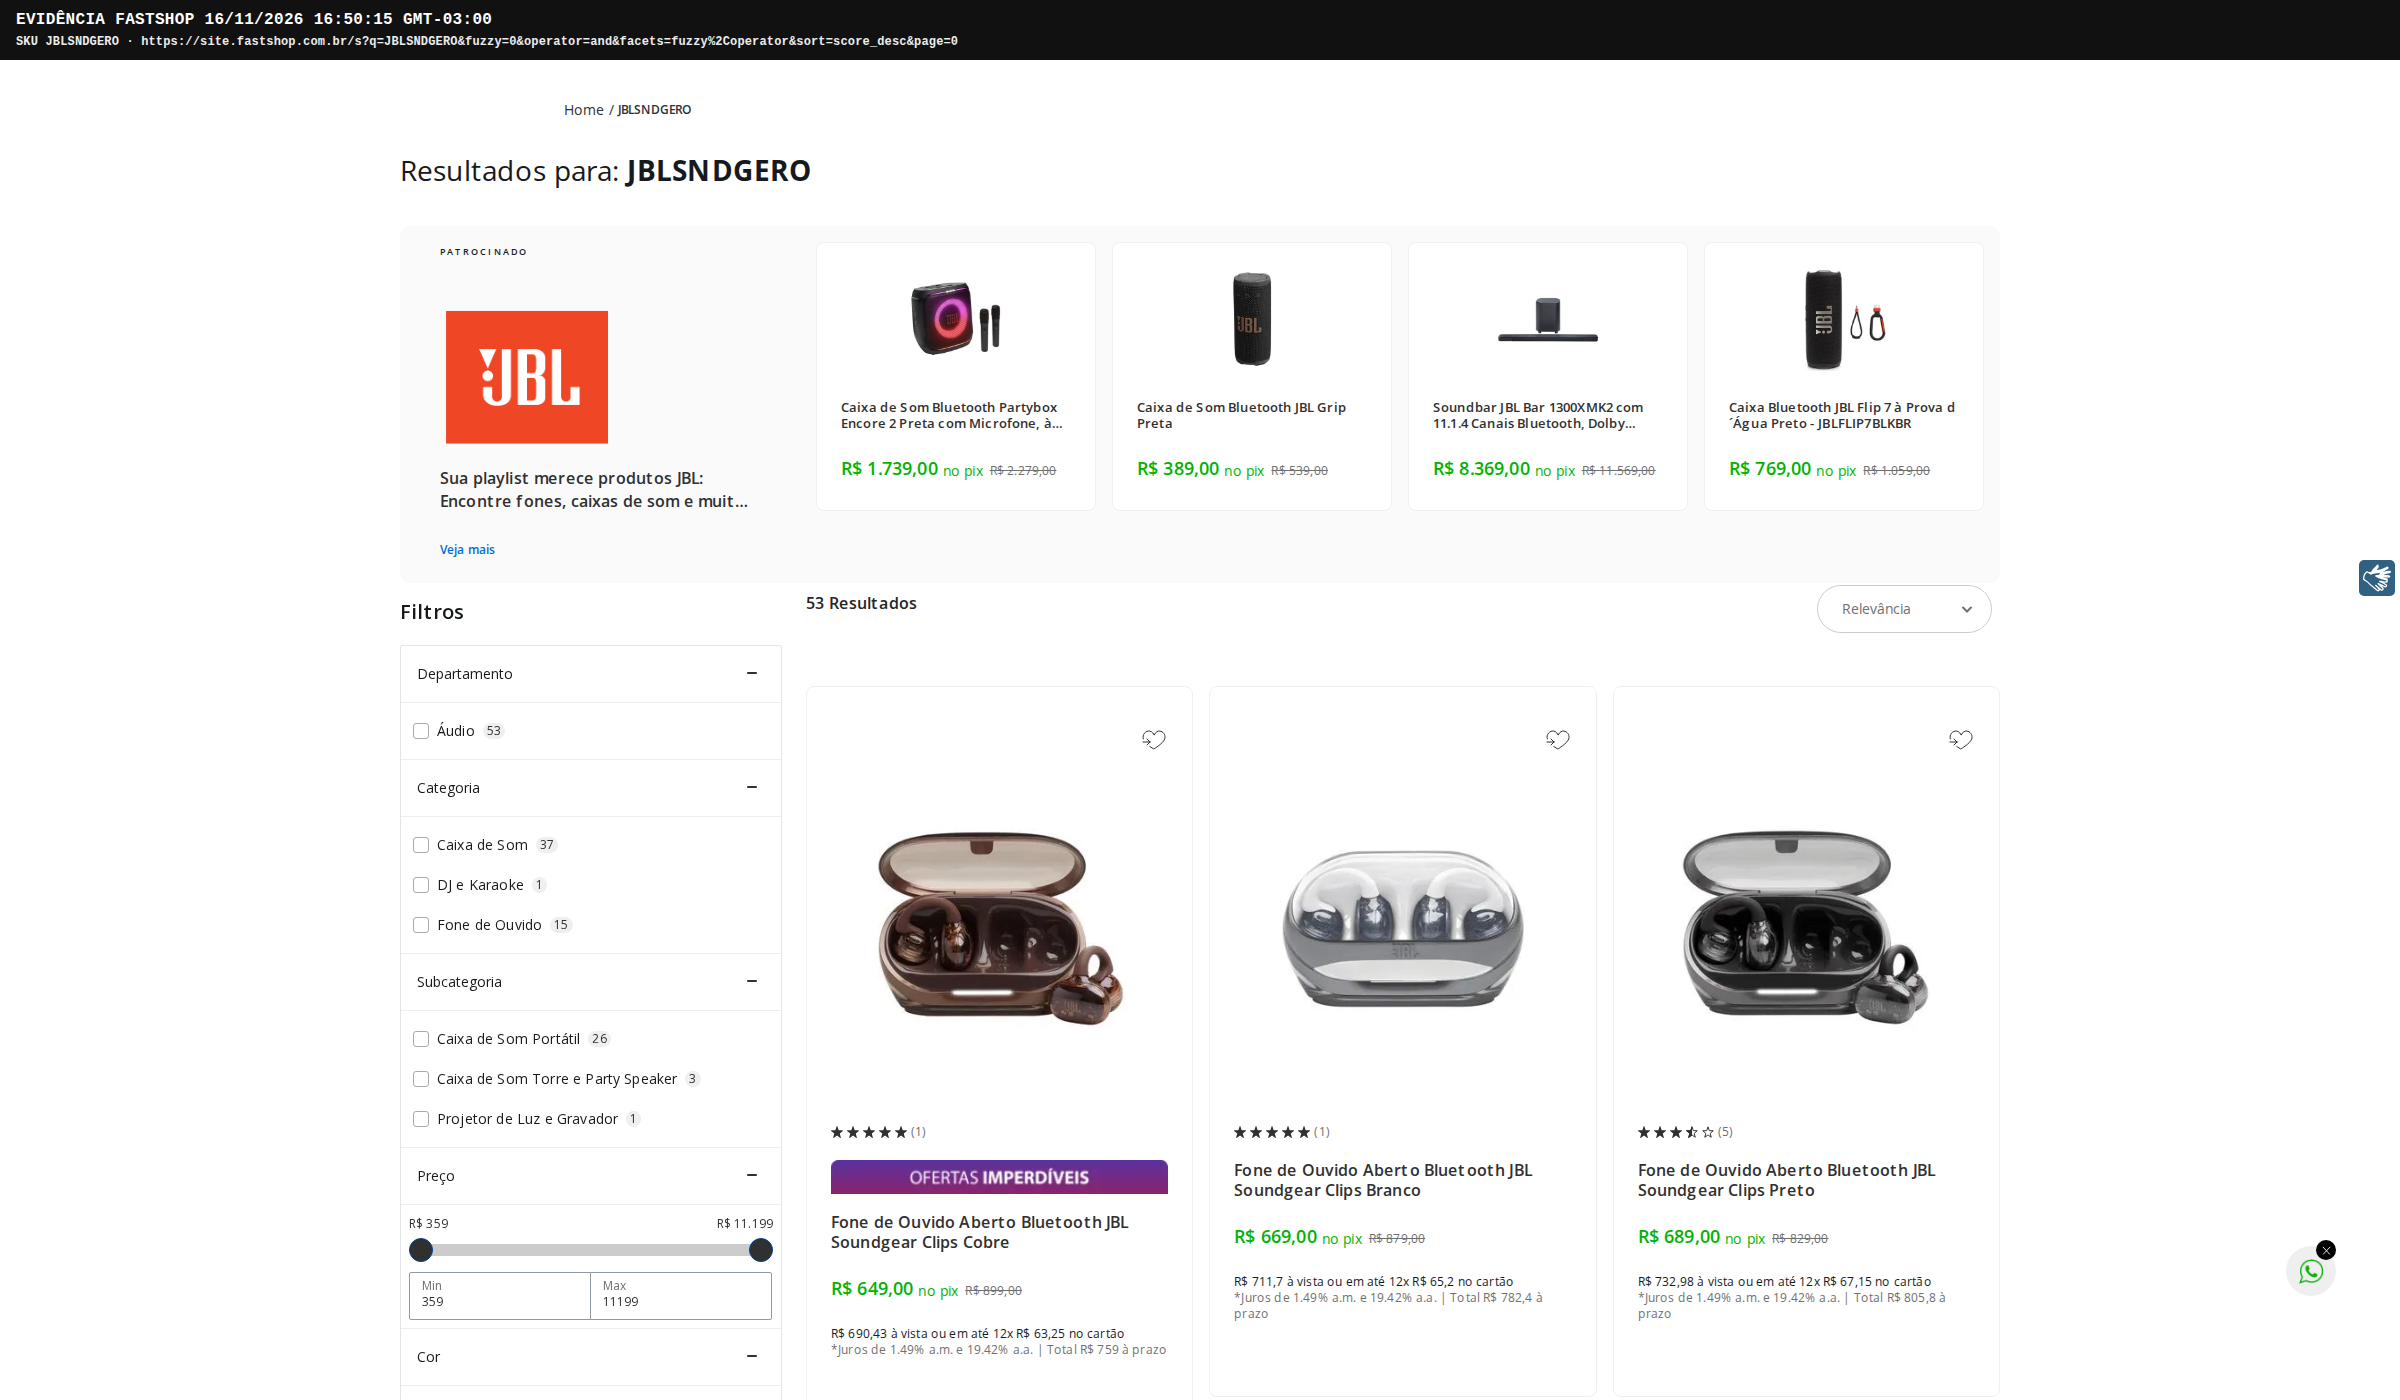 EVIDÊNCIA FASTSHOP 16/11/2026 16:50:15 GMT-03:00
SKU JBLSNDGERO · https://site.fastshop.com.br/s?q=JBLSNDGERO&fuzzy=0&operator=and&facets=fuzzy%2Coperator&sort=score_desc&page=0
Home / JBLSNDGERO
Resultados para: JBLSNDGERO
PATROCINADO
JBL
Sua playlist merece produtos JBL:
Encontre fones, caixas de som e muit...
Veja mais
JBL
Caixa de Som Bluetooth Partybox
Encore 2 Preta com Microfone, à...
R$ 1.739,00 no pix R$ 2.279,00
JBL
Caixa de Som Bluetooth JBL Grip
Preta
R$ 389,00 no pix R$ 539,00
Soundbar JBL Bar 1300XMK2 com
11.1.4 Canais Bluetooth, Dolby...
R$ 8.369,00 no pix R$ 11.569,00
JBL
Caixa Bluetooth JBL Flip 7 à Prova d
´Água Preto - JBLFLIP7BLKBR
R$ 769,00 no pix R$ 1.059,00
Filtros
53 Resultados
Relevância
Departamento
Áudio 53
Categoria
Caixa de Som 37
DJ e Karaoke 1
Fone de Ouvido 15
Subcategoria
Caixa de Som Portátil 26
Caixa de Som Torre e Party Speaker 3
Projetor de Luz e Gravador 1
Preço
R$ 359 R$ 11.199
Min
359
Max
11199
Cor
JBL
(1)
OFERTAS IMPERDÍVEIS
Fone de Ouvido Aberto Bluetooth JBL
Soundgear Clips Cobre
R$ 649,00 no pix R$ 899,00
R$ 690,43 à vista ou em até 12x R$ 63,25 no cartão
*Juros de 1.49% a.m. e 19.42% a.a. | Total R$ 759 à prazo
JBL
(1)
Fone de Ouvido Aberto Bluetooth JBL
Soundgear Clips Branco
R$ 669,00 no pix R$ 879,00
R$ 711,7 à vista ou em até 12x R$ 65,2 no cartão
*Juros de 1.49% a.m. e 19.42% a.a. | Total R$ 782,4 à
prazo
JBL
(5)
Fone de Ouvido Aberto Bluetooth JBL
Soundgear Clips Preto
R$ 689,00 no pix R$ 829,00
R$ 732,98 à vista ou em até 12x R$ 67,15 no cartão
*Juros de 1.49% a.m. e 19.42% a.a. | Total R$ 805,8 à
prazo